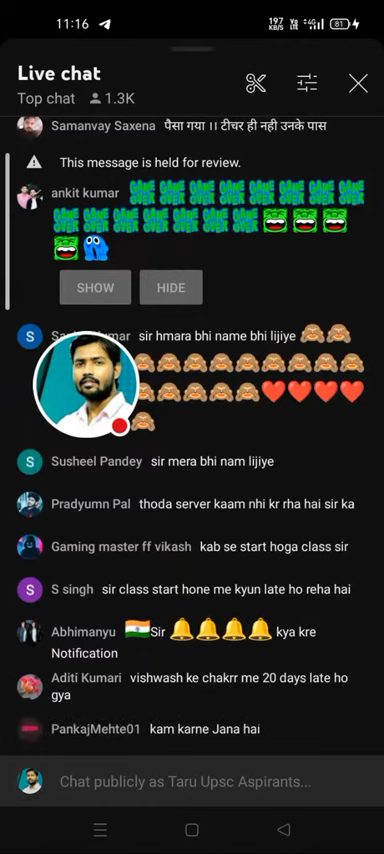 11:16 197 KB/S Vo LTE 4G 81
Live chat
Top chat 1.3K
Samanvay Saxena पैसा गया ।। टीचर ही नही उनके पास
This message is held for review.
ankit kumar GAME OVER GAME OVER GAME OVER GAME OVER GAME OVER GAME OVER GAME OVER GAME OVER
GAME OVER GAME OVER GAME OVER GAME OVER GAME OVER GAME OVER GAME OVER
SHOW HIDE
S sir hmara bhi name bhi lijiye
S Susheel Pandey sir mera bhi nam lijiye
Pradyumn Pal thoda server kaam nhi kr rha hai sir ka
Gaming master ff vikash kab se start hoga class sir
S S singh sir class start hone me kyun late ho reha hai
Abhimanyu Sir kya kre
Notification
Aditi Kumari vishwash ke chakrr me 20 days late ho
gya
PankajMehte01 kam karne Jana hai
Chat publicly as Taru Upsc Aspirants...